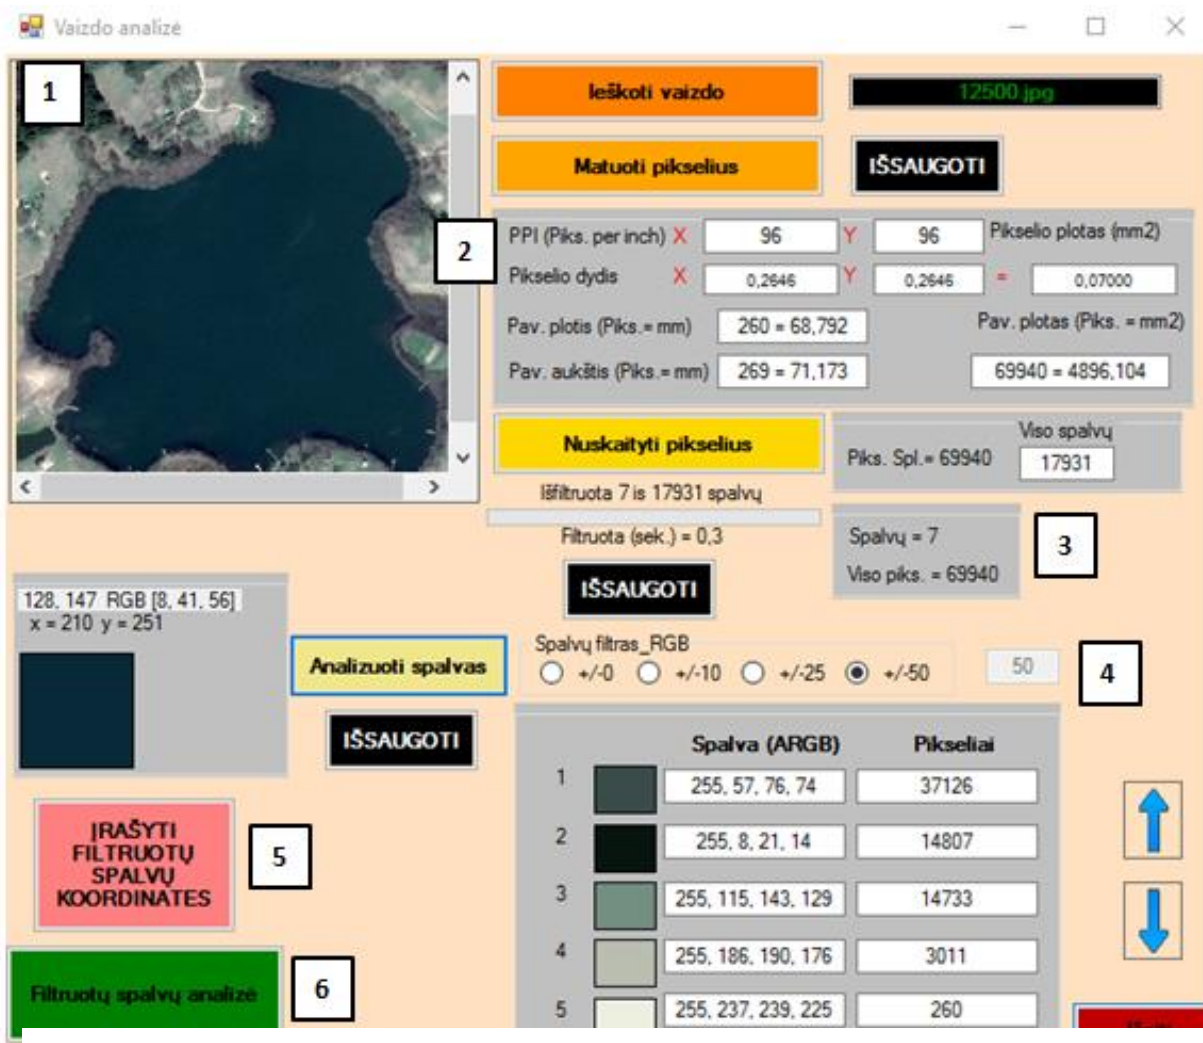 Vaizdo analizė
1
Ieškoti vaizdo
12500.jpg
Matuoti pikselius
IŠSAUGOTI
2
PPI (Piks. per inch) X 96 Y 96 Pikselio plotas (mm2)
Pikselio dydis X 0,2646 Y 0,2646 = 0,07000
Pav. plotis (Piks.= mm) 260 = 68,792 Pav. plotas (Piks. = mm2)
Pav. aukštis (Piks.= mm) 269 = 71,173 69940 = 4896,104
Nuskaityti pikselius
Viso spalvų
Piks. Spl.= 69940 17931
Išfiltruota 7 is 17931 spalvų
Filtruota (sek.) = 0,3
IŠSAUGOTI
Spalvų = 7
Viso piks. = 69940
3
128, 147 RGB [8, 41, 56]
x = 210 y = 251
Analizuoti spalvas
IŠSAUGOTI
Spalvų filtras_RGB
+/-0 +/-10 +/-25 +/-50 50
4
Spalva (ARGB) Pikseliai
1 255, 57, 76, 74 37126
2 255, 8, 21, 14 14807
3 255, 115, 143, 129 14733
4 255, 186, 190, 176 3011
5 255, 237, 239, 225 260
ĮRAŠYTI
FILTRUOTŲ
SPALVŲ
KOORDINATES
5
Filtruotų spalvų analizė
6